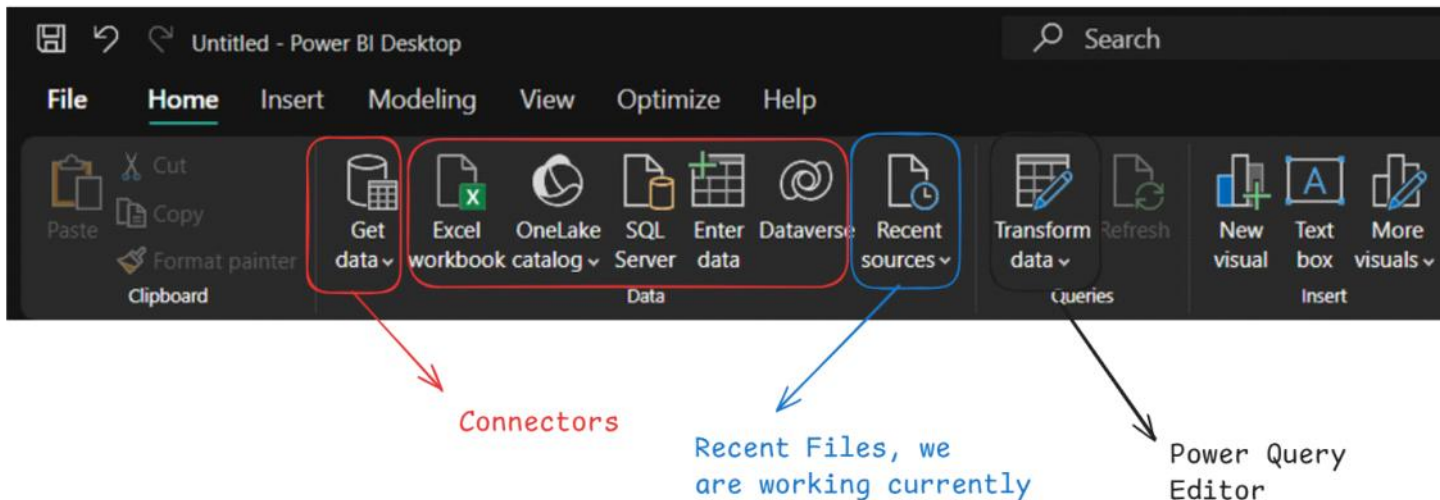 Untitled - Power BI Desktop
Search
File Home Insert Modeling View Optimize Help
Paste
Cut
Copy
Format painter
Clipboard
Get
data
Excel
workbook
OneLake
catalog
SQL
Server
Enter
data
Dataverse
Recent
sources
Data
Transform
data
Refresh
Queries
New
visual
Text
box
More
visuals
Insert
Connectors
Recent Files, we
are working currently
Power Query
Editor